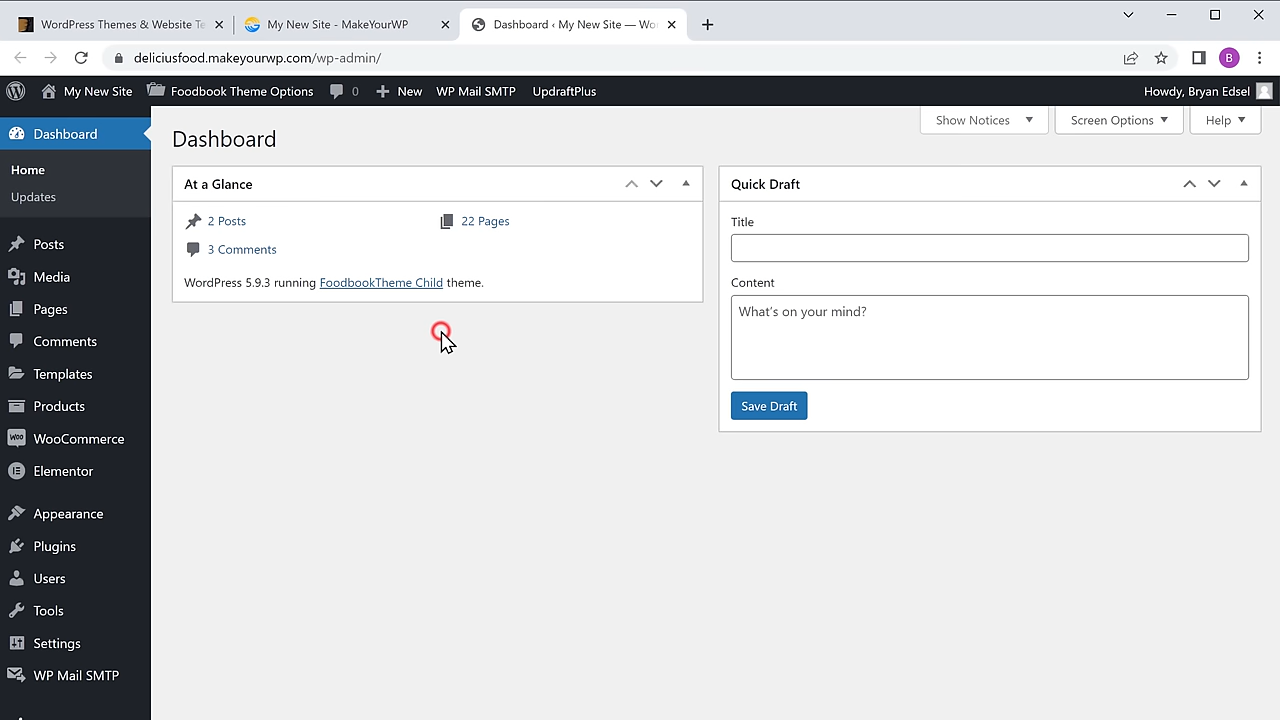 WordPress Themes & Website Te
My New Site - MakeYourWP
Dashboard ‹ My New Site — Wo
deliciusfood.makeyourwp.com/wp-admin/
B
My New Site
Foodbook Theme Options
0
New
WP Mail SMTP
UpdraftPlus
Howdy, Bryan Edsel
Dashboard
Home
Updates
Posts
Media
Pages
Comments
Templates
Products
WooCommerce
Elementor
Appearance
Plugins
Users
Tools
Settings
WP Mail SMTP
Show Notices
Screen Options
Help
Dashboard
At a Glance
2 Posts
22 Pages
3 Comments
WordPress 5.9.3 running FoodbookTheme Child theme.
Quick Draft
Title
Content
What's on your mind?
Save Draft